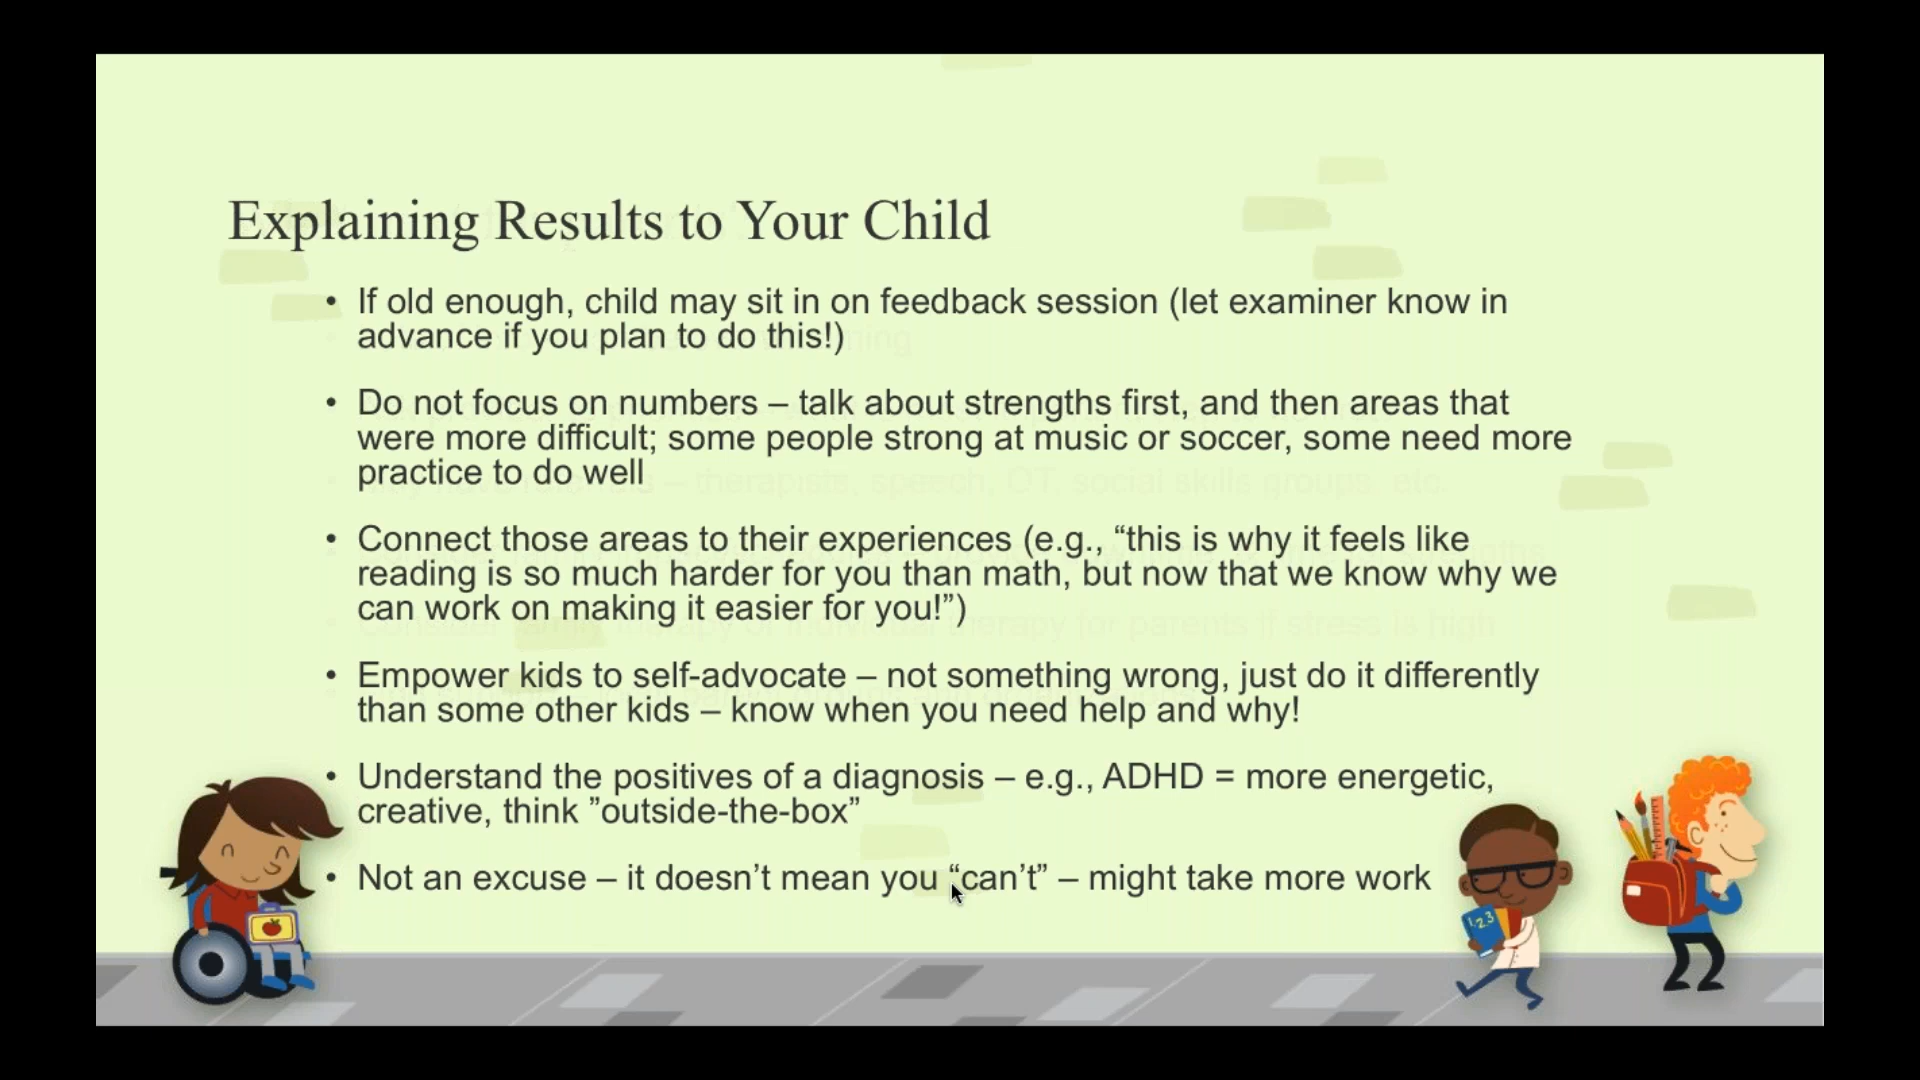 Explaining Results to Your Child
• If old enough, child may sit in on feedback session (let examiner know in
advance if you plan to do this!)
• Do not focus on numbers – talk about strengths first, and then areas that
were more difficult; some people strong at music or soccer, some need more
practice to do well
• Connect those areas to their experiences (e.g., “this is why it feels like
reading is so much harder for you than math, but now that we know why we
can work on making it easier for you!”)
• Empower kids to self-advocate – not something wrong, just do it differently
than some other kids – know when you need help and why!
• Understand the positives of a diagnosis – e.g., ADHD = more energetic,
creative, think ”outside-the-box”
• Not an excuse – it doesn’t mean you “can’t” – might take more work
1,2,3